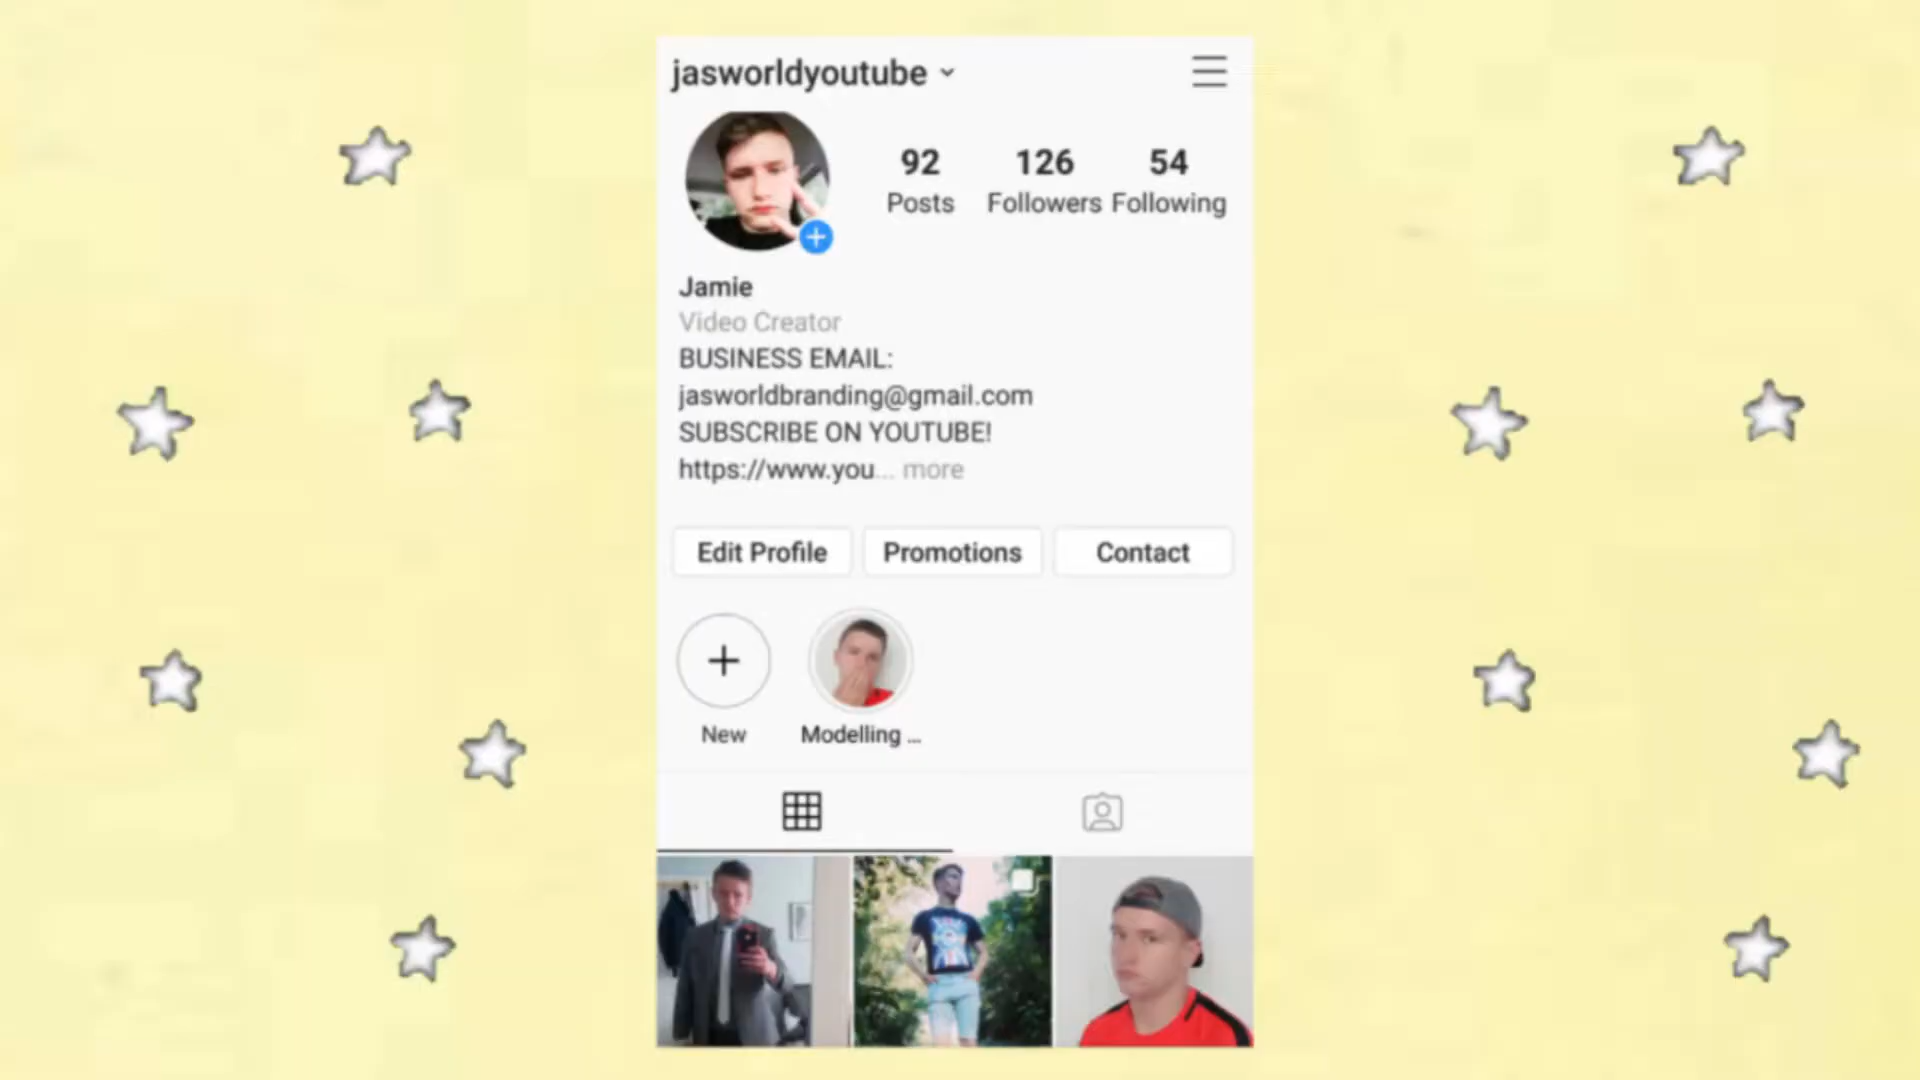 jasworldyoutube
92 126 54
Posts Followers Following
Jamie
Video Creator
BUSINESS EMAIL:
jasworldbranding@gmail.com
SUBSCRIBE ON YOUTUBE!
https://www.you... more
Edit Profile Promotions Contact
New Modelling ...